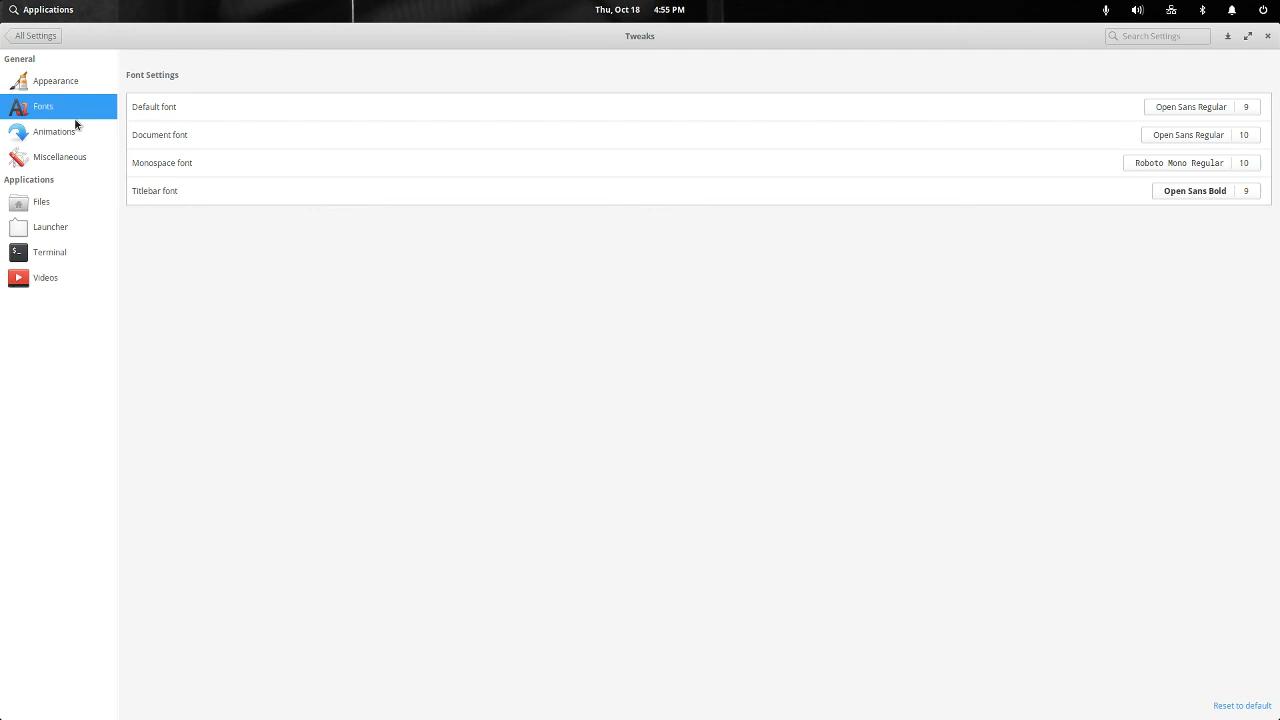 Applications
Thu, Oct 18 4:55 PM
All Settings
Tweaks
Search Settings
General
Appearance
Fonts
Animations
Miscellaneous
Applications
Files
Launcher
Terminal
Videos
Font Settings
Default font
Open Sans Regular 9
Document font
Open Sans Regular 10
Monospace font
Roboto Mono Regular 10
Titlebar font
Open Sans Bold 9
Reset to default